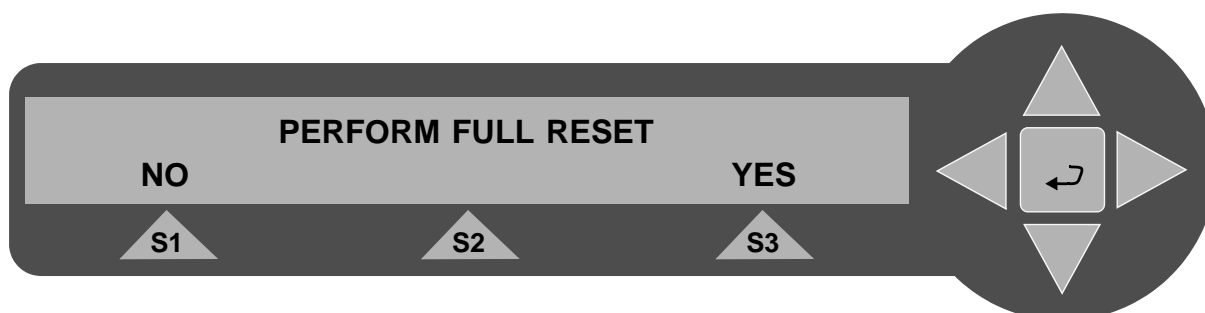 PERFORM FULL RESET
NO YES
S1 S2 S3